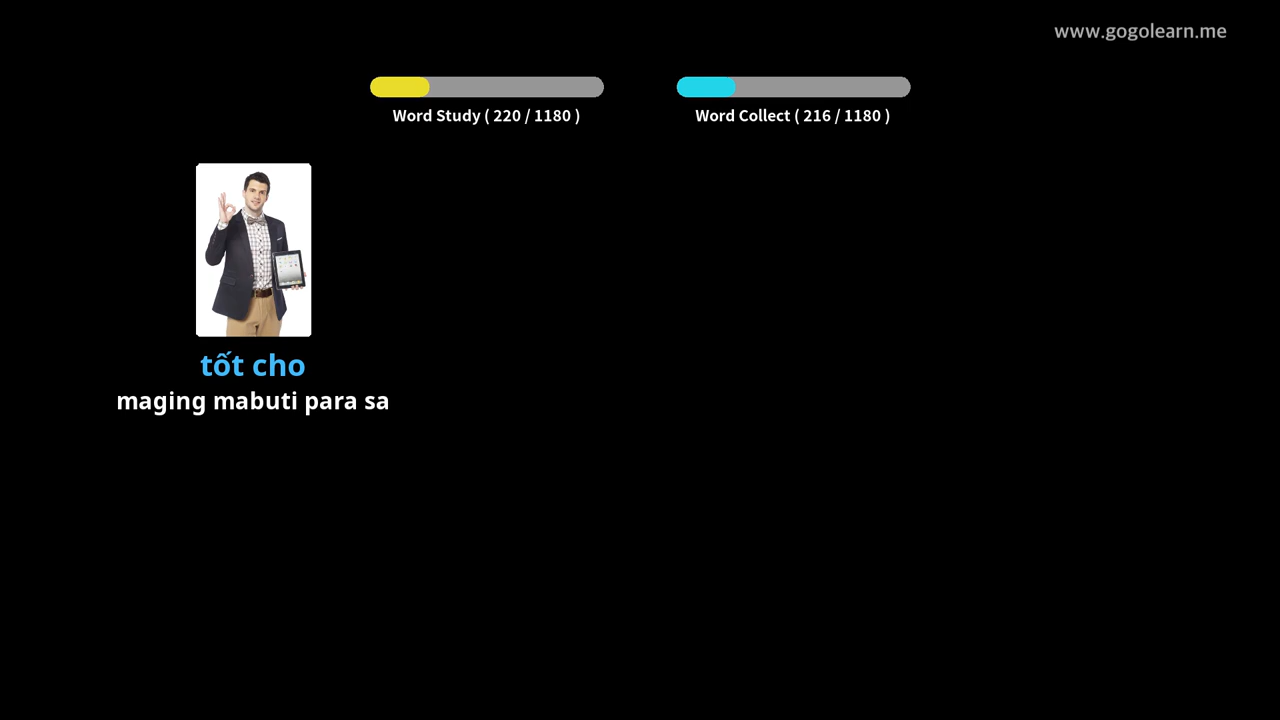 www.gogolearn.me
Word Study ( 220 / 1180 )
Word Collect ( 216 / 1180 )
tốt cho
maging mabuti para sa